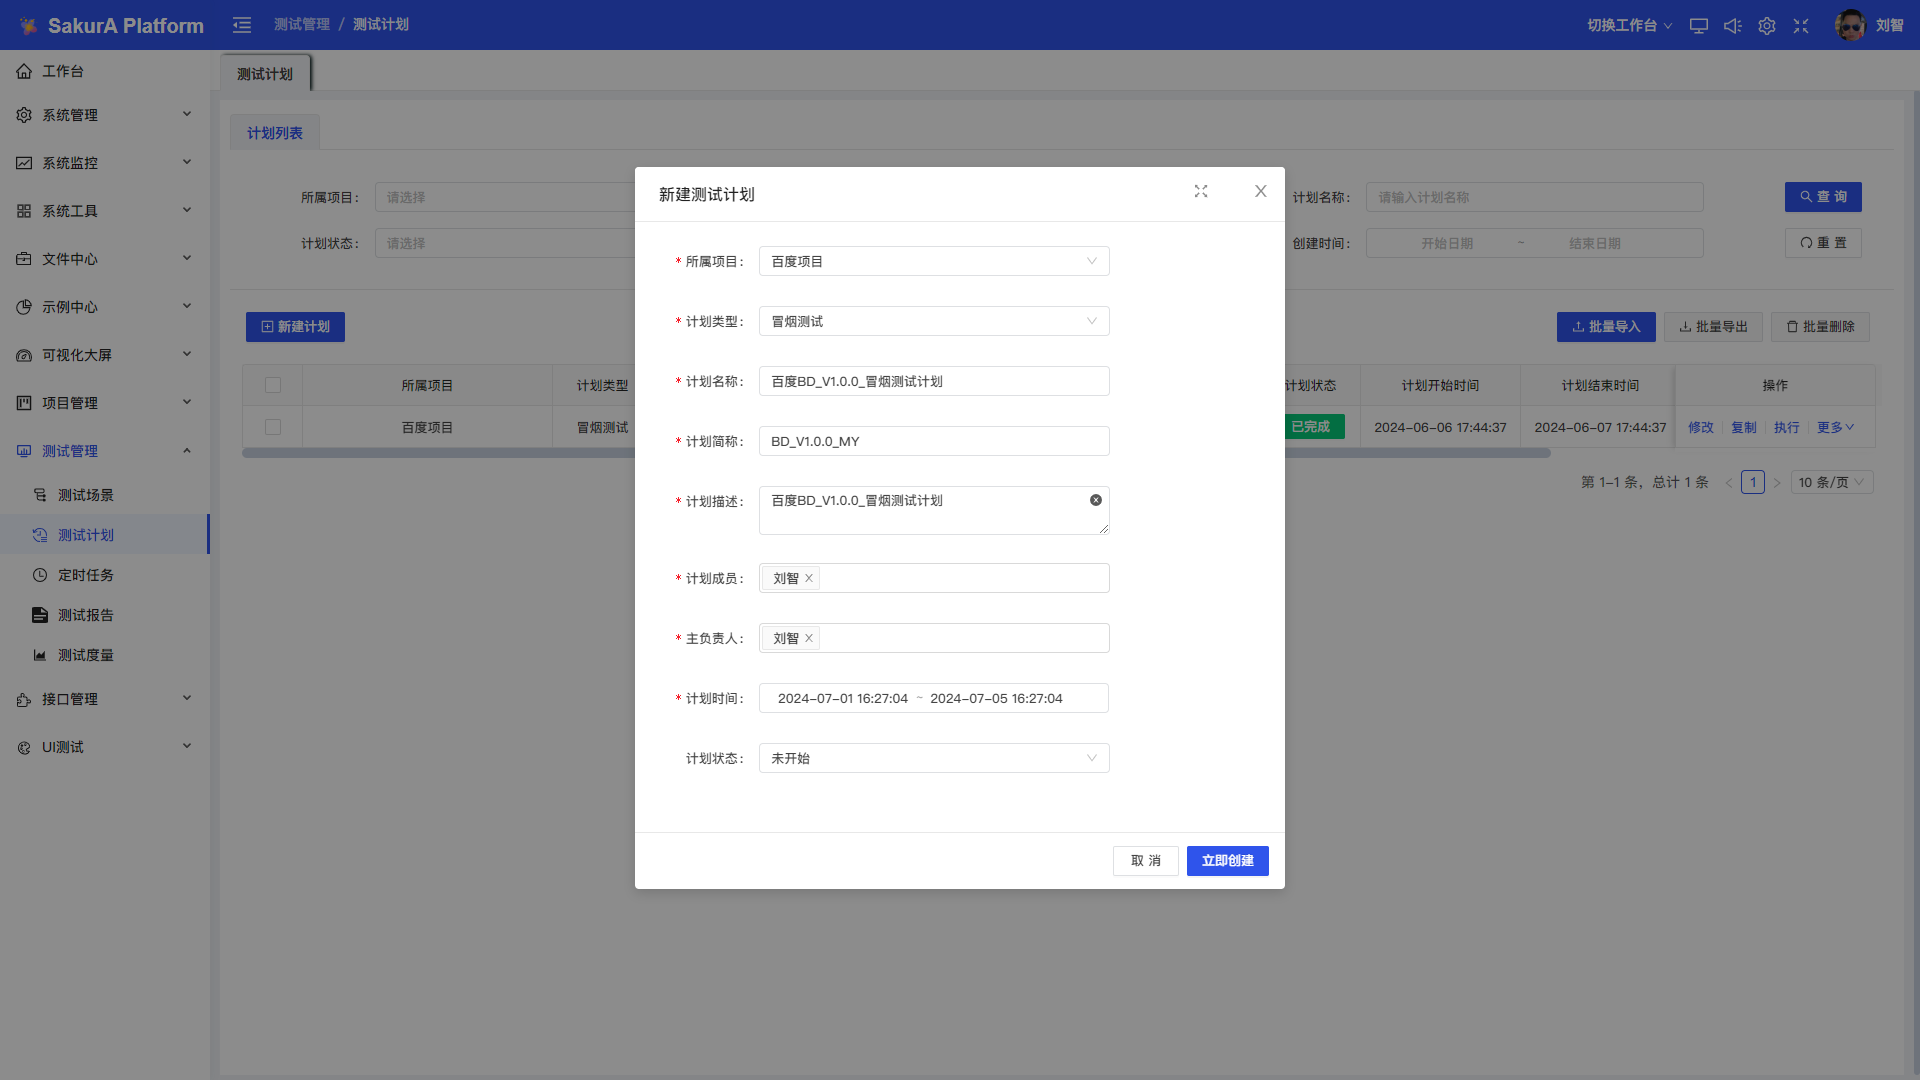 SakurA Platform
测试管理 / 测试计划
切换工作台
刘智
工作台
系统管理
系统监控
系统工具
文件中心
示例中心
可视化大屏
项目管理
测试管理
测试场景
测试计划
定时任务
测试报告
测试度量
接口管理
UI测试
测试计划
计划列表
所属项目: 请选择
计划名称: 请输入计划名称
查 询
计划状态: 请选择
创建时间: 开始日期 ~ 结束日期
重 置
新建计划
批量导入 批量导出 批量删除
所属项目 计划类型 计划状态 计划开始时间 计划结束时间 操作
百度项目 冒烟测试 已完成 2024-06-06 17:44:37 2024-06-07 17:44:37 修改 复制 执行 更多
第 1-1 条, 总计 1 条 < 1 > 10 条/页
新建测试计划
* 所属项目: 百度项目
* 计划类型: 冒烟测试
* 计划名称: 百度BD_V1.0.0_冒烟测试计划
* 计划简称: BD_V1.0.0_MY
* 计划描述: 百度BD_V1.0.0_冒烟测试计划
* 计划成员: 刘智
* 主负责人: 刘智
* 计划时间: 2024-07-01 16:27:04 ~ 2024-07-05 16:27:04
计划状态: 未开始
取 消 立即创建